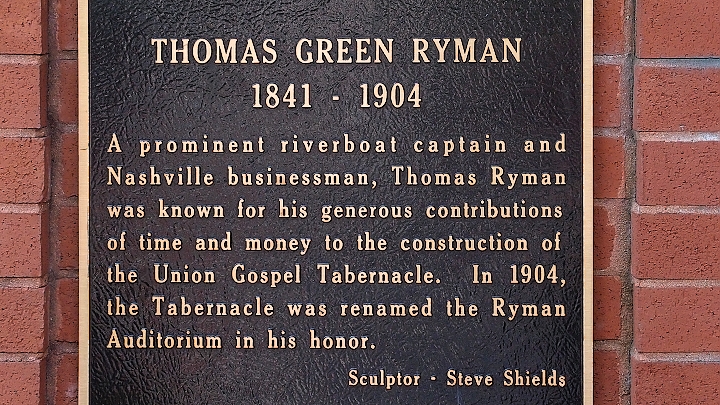 THOMAS GREEN RYMAN
1841 - 1904
A prominent riverboat captain and
Nashville businessman, Thomas Ryman
was known for his generous contributions
of time and money to the construction of
the Union Gospel Tabernacle. In 1904,
the Tabernacle was renamed the Ryman
Auditorium in his honor.
Sculptor - Steve Shields